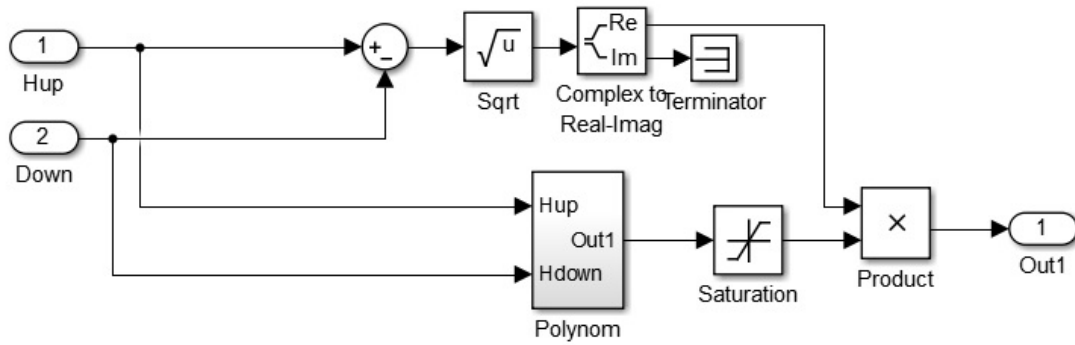 1
Hup
2
Down
+
−
√u
Sqrt
Re
Im
Complex to
Real-Imag
Terminator
Hup
Out1
Hdown
Polynom
Saturation
×
Product
1
Out1